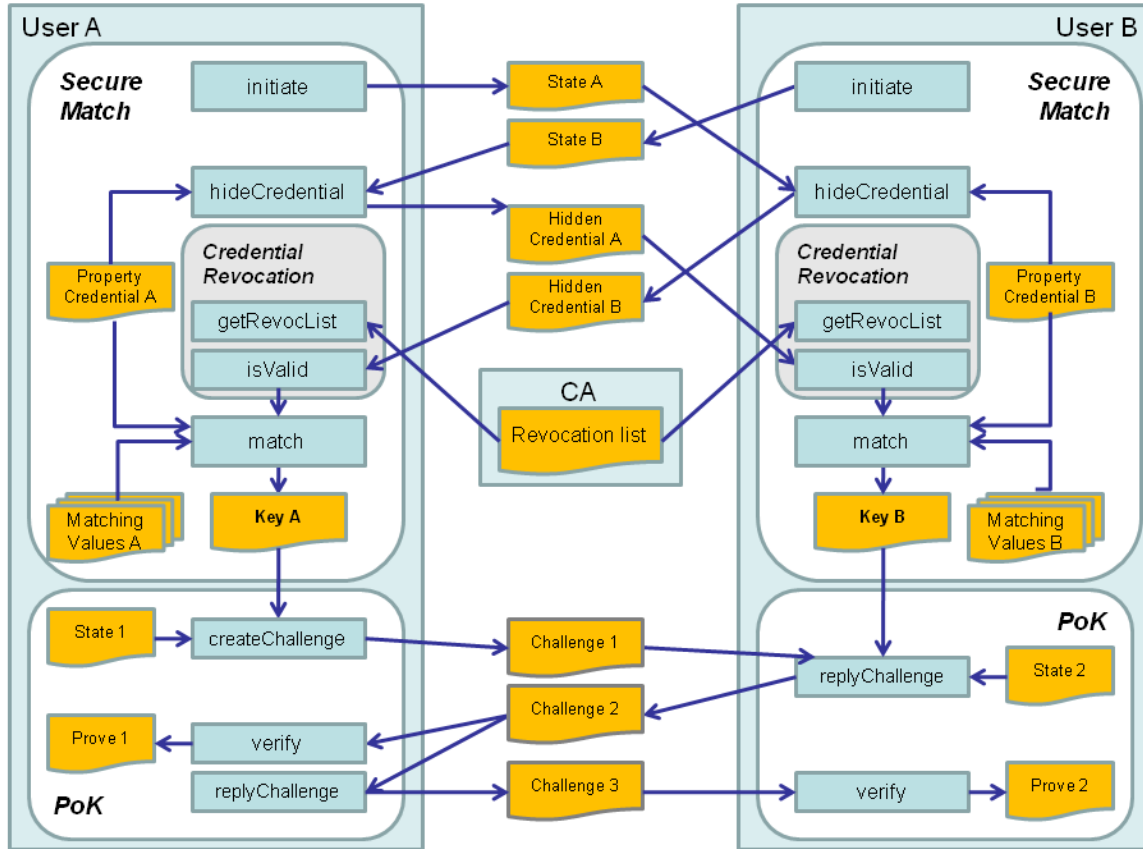 User A
User B
Secure
Match
initiate
State A
initiate
Secure
Match
State B
hideCredential
hideCredential
Hidden
Credential A
Credential
Revocation
Credential
Revocation
Property
Credential A
Hidden
Credential B
Property
Credential B
getRevocList
getRevocList
isValid
isValid
CA
Revocation list
match
match
Key A
Key B
Matching
Values A
Matching
Values B
State 1
createChallenge
Challenge 1
PoK
replyChallenge
State 2
Challenge 2
Prove 1
verify
replyChallenge
Challenge 3
verify
Prove 2
PoK